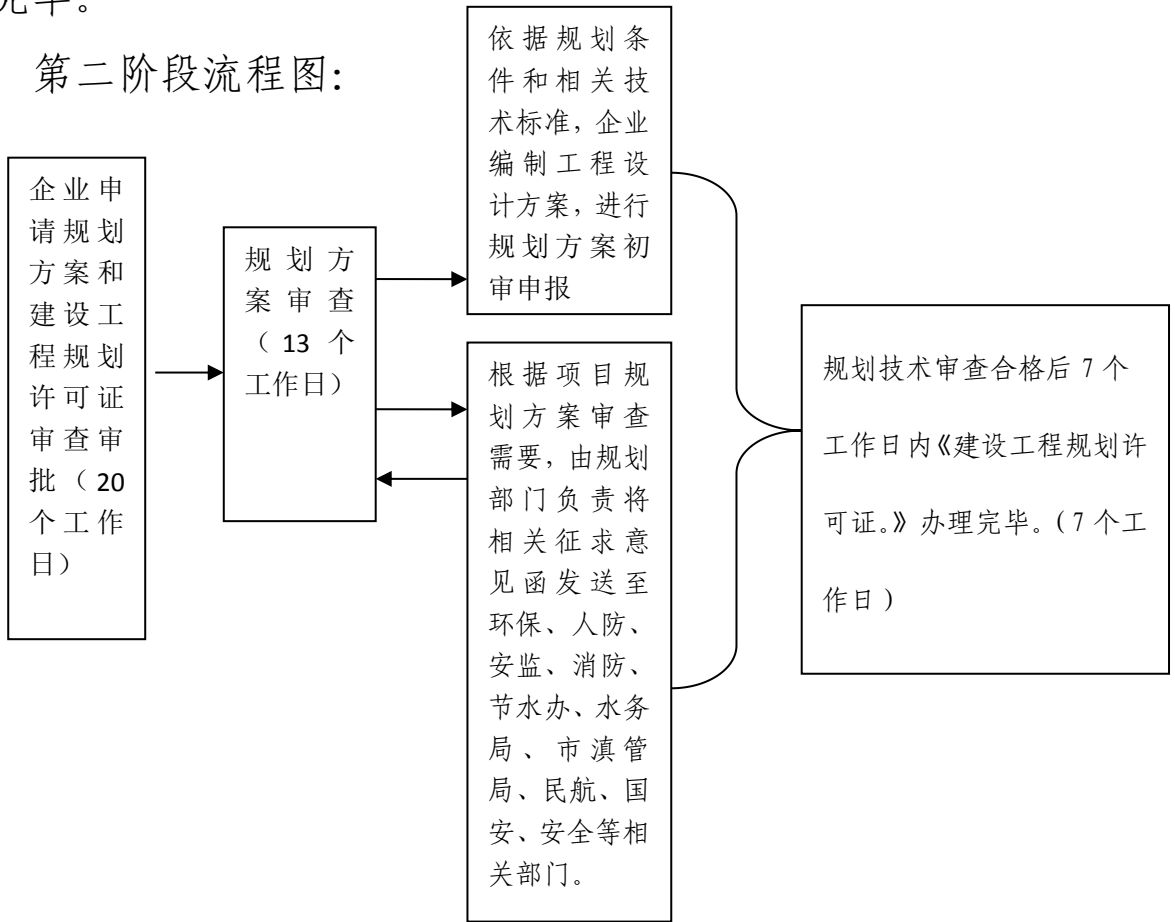 完毕。
第二阶段流程图：
企业申
请规划
方案和
建设工
程规划
许可证
审查审
批（20
个工作
日）
规划方
案审查
（13个
工作日）
依据规划条
件和相关技
术标准，企业
编制工程设
计方案，进行
规划方案初
审申报
根据项目规
划方案审查
需要，由规划
部门负责将
相关征求意
见函发送至
环保、人防、
安监、消防、
节水办、水务
局、市滇管
局、民航、国
安、安全等相
关部门。
规划技术审查合格后7个
工作日内《建设工程规划许
可证。》办理完毕。（7个工
作日）